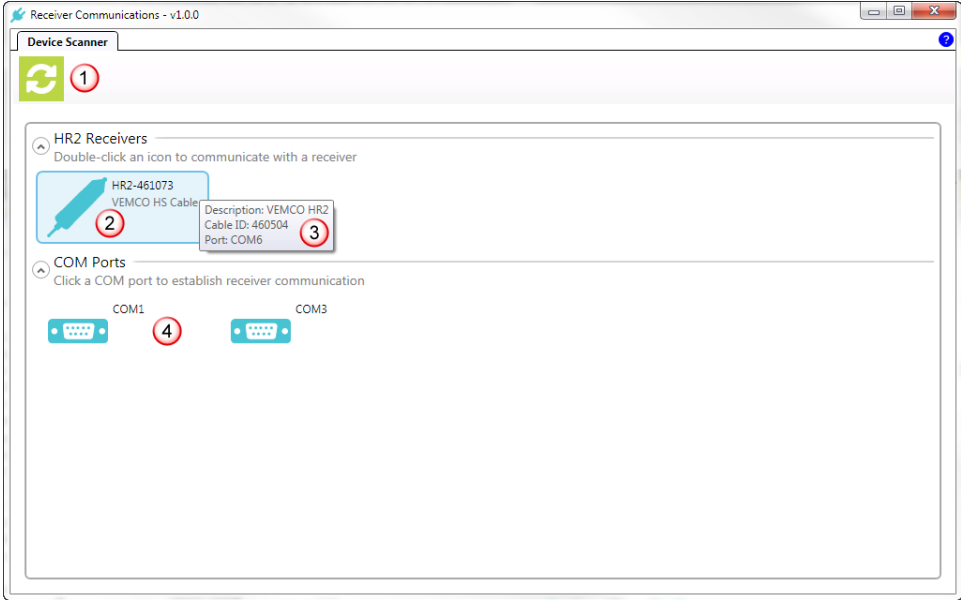 Receiver Communications - v1.0.0
Device Scanner
?
1
HR2 Receivers
Double-click an icon to communicate with a receiver
HR2-461073
VEMCO HS Cable
2
Description: VEMCO HR2
Cable ID: 460504
Port: COM6
3
COM Ports
Click a COM port to establish receiver communication
COM1
4
COM3